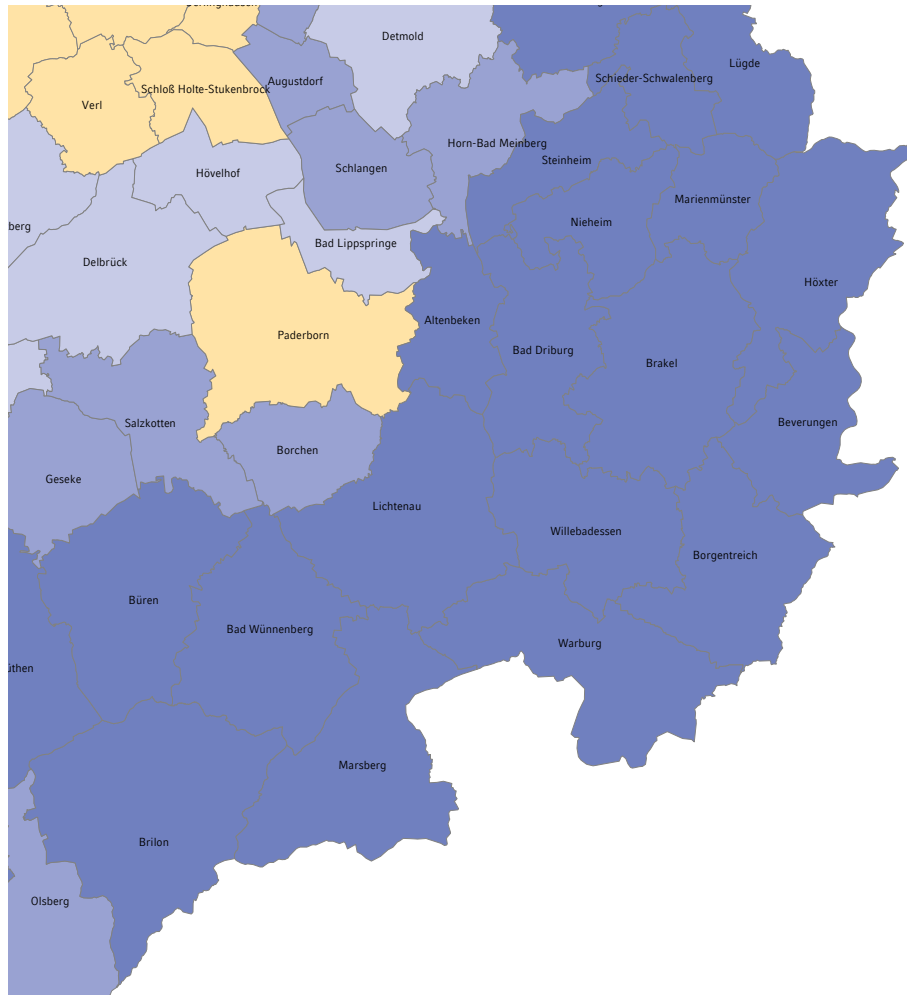 Detmold
Lügde
Schieder-Schwalenberg
Augustdorf
Schloß Holte-Stukenbrock
Verl
Horn-Bad Meinberg
Steinheim
Schlangen
Hövelhof
Marienmünster
Nieheim
berg
Bad Lippspringe
Delbrück
Höxter
Altenbeken
Paderborn
Bad Driburg
Brakel
Salzkotten
Beverungen
Borchen
Geseke
Lichtenau
Willebadessen
Borgentreich
Büren
Bad Wünnenberg
Warburg
üthen
Marsberg
Brilon
Olsberg